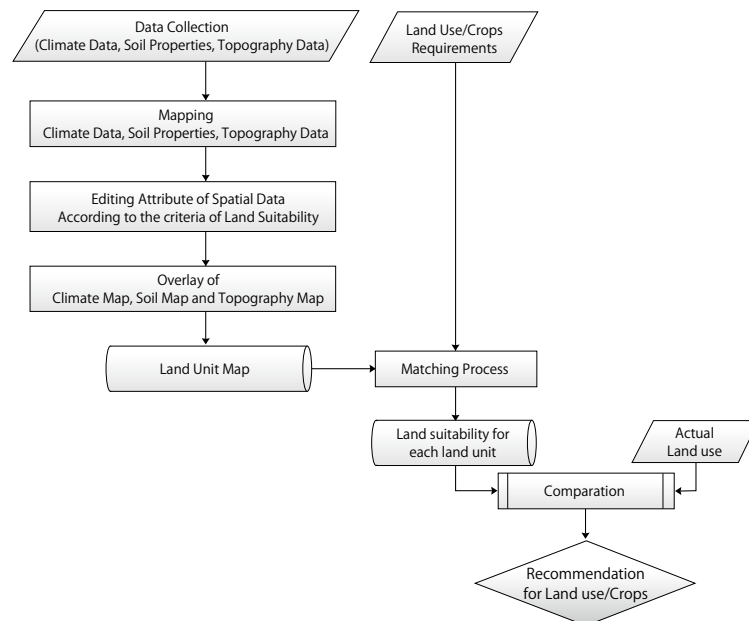 Data Collection
(Climate Data, Soil Properties, Topography Data)
Land Use/Crops
Requirements
Mapping
Climate Data, Soil Properties, Topography Data
Editing Attribute of Spatial Data
According to the criteria of Land Suitability
Overlay of
Climate Map, Soil Map and Topography Map
Land Unit Map
Matching Process
Land suitability for
each land unit
Actual
Land use
Comparation
Recommendation
for Land use/Crops